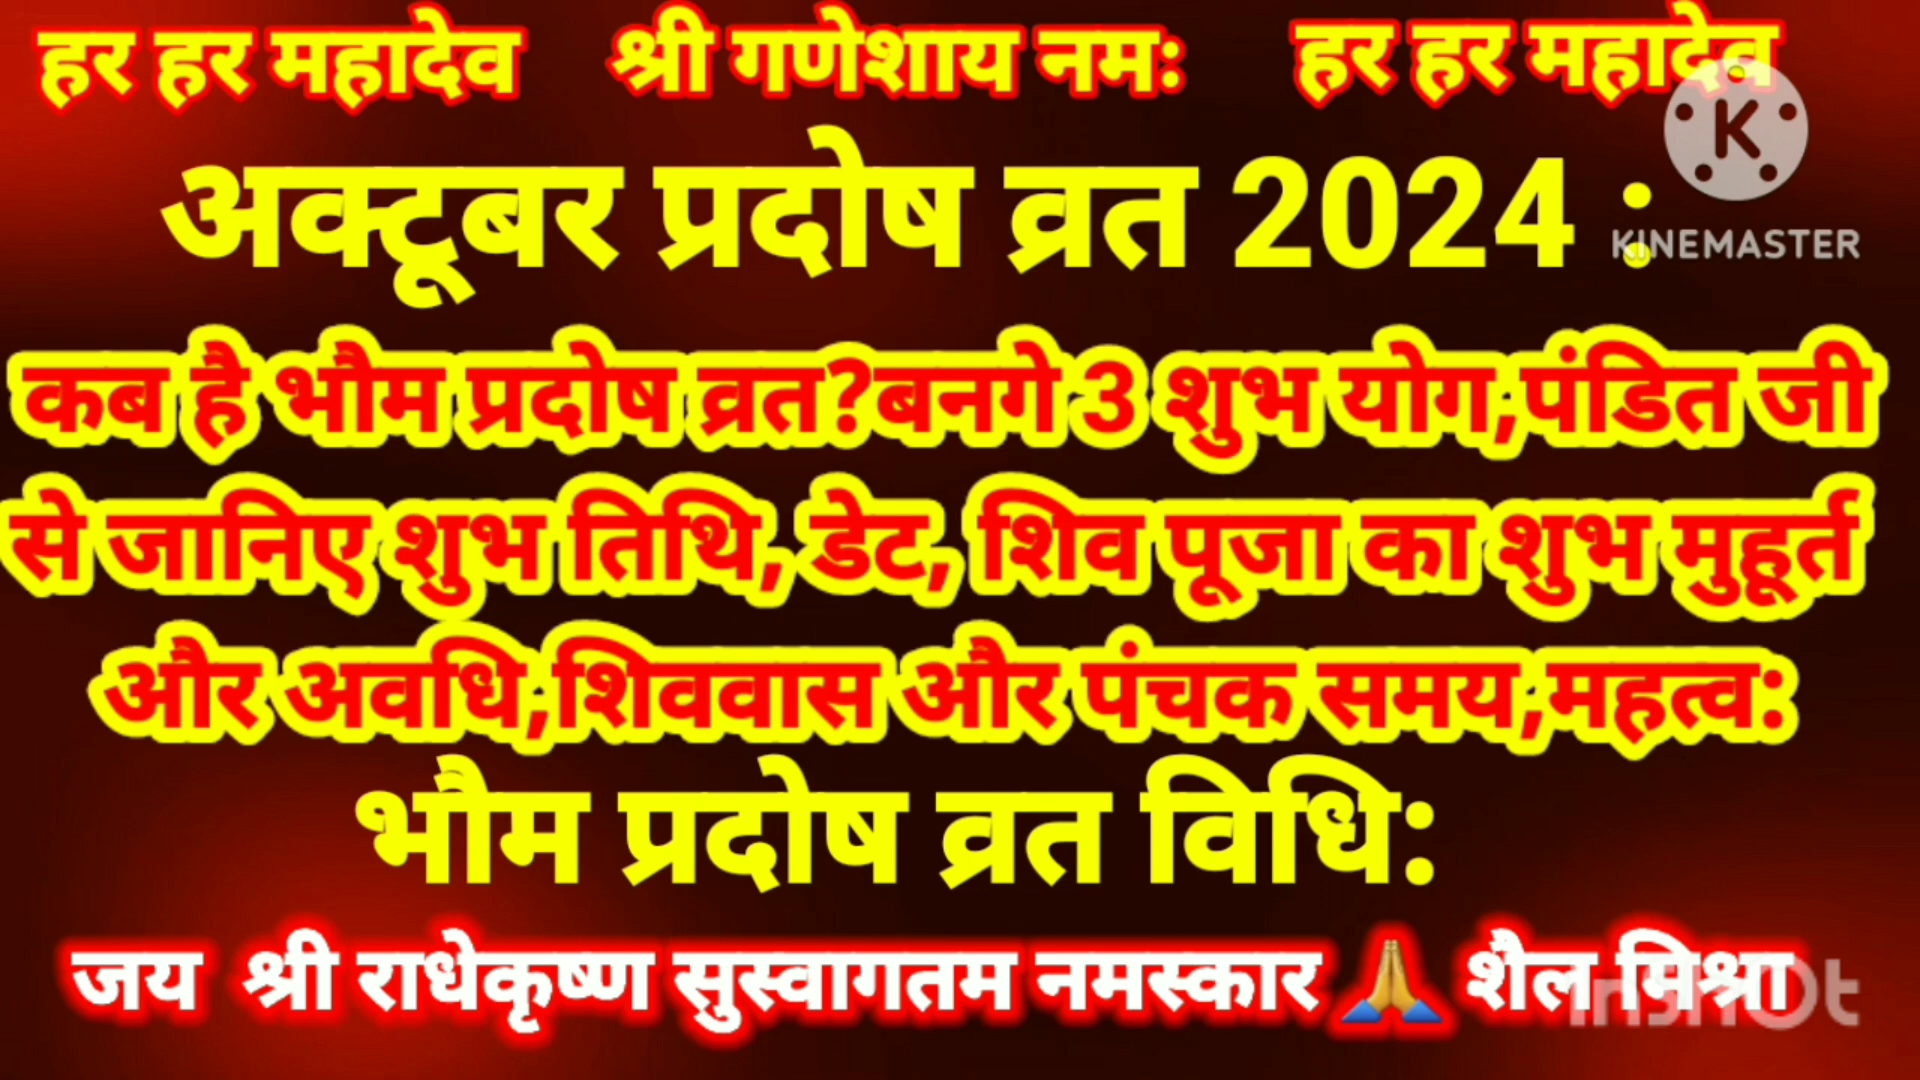 हर हर महादेव श्री गणेशाय नमः हर हर महादेव
अक्टूबर प्रदोष व्रत 2024 :
KINEMASTER
कब है भौम प्रदोष व्रत?बनगे 3 शुभ योग,पंडित जी
से जानिए शुभ तिथि, डेट, शिव पूजा का शुभ मुहूर्त
और अवधि,शिववास और पंचक समय,महत्व:
भौम प्रदोष व्रत विधि:
जय श्री राधेकृष्ण सुस्वागतम नमस्कार 🙏 शैल मिश्रा
InShOt